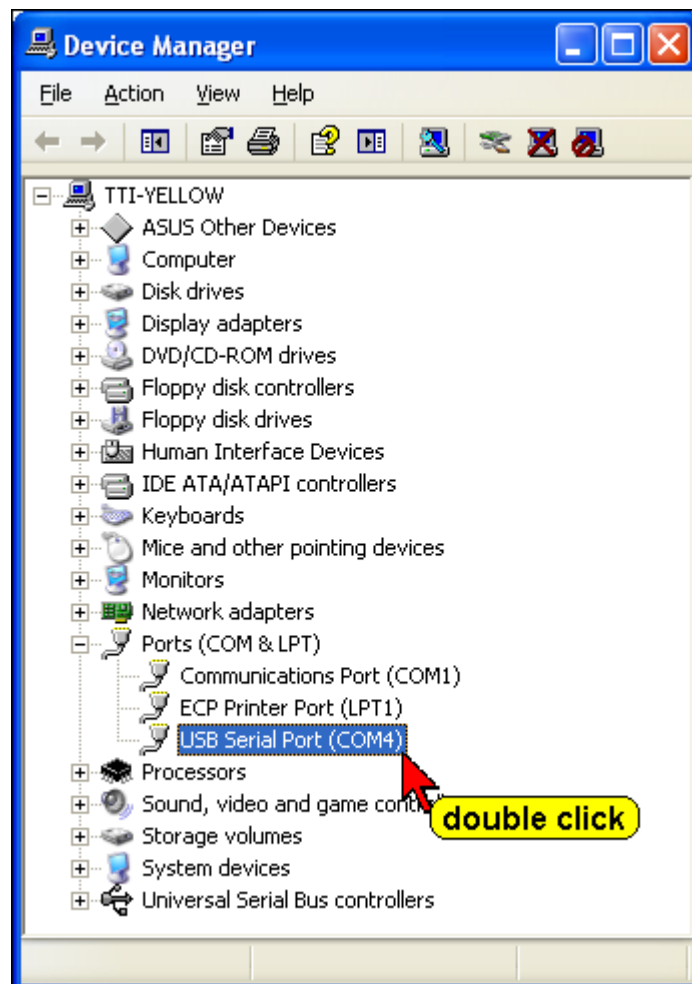 Device Manager
File Action View Help
TTI-YELLOW
ASUS Other Devices
Computer
Disk drives
Display adapters
DVD/CD-ROM drives
Floppy disk controllers
Floppy disk drives
Human Interface Devices
IDE ATA/ATAPI controllers
Keyboards
Mice and other pointing devices
Monitors
Network adapters
Ports (COM & LPT)
Communications Port (COM1)
ECP Printer Port (LPT1)
USB Serial Port (COM4)
Processors
Sound, video and game
double click
Storage volumes
System devices
Universal Serial Bus controllers